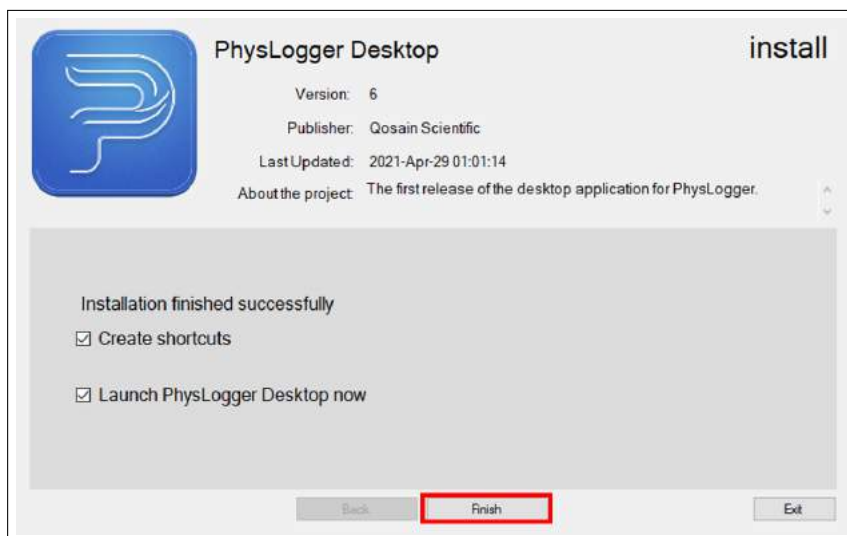 PhysLogger Desktop
install
Version: 6
Publisher: Qosain Scientific
Last Updated: 2021-Apr-29 01:01:14
About the project: The first release of the desktop application for PhysLogger.
Installation finished successfully
Create shortcuts
Launch PhysLogger Desktop now
Back
Finish
Exit